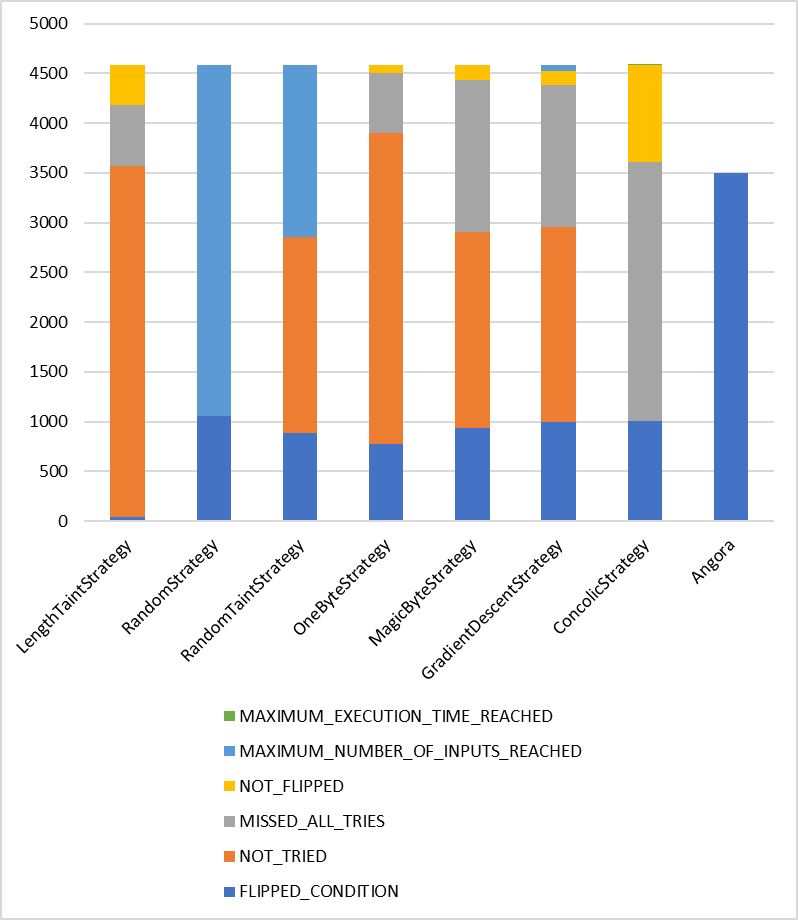 5000
4500
4000
3500
3000
2500
2000
1500
1000
500
0
LengthTaintStrategy
RandomStrategy
RandomTaintStrategy
OneByteStrategy
MagicByteStrategy
GradientDescentStrategy
ConcolicStrategy
Angora
MAXIMUM_EXECUTION_TIME_REACHED
MAXIMUM_NUMBER_OF_INPUTS_REACHED
NOT_FLIPPED
MISSED_ALL_TRIES
NOT_TRIED
FLIPPED_CONDITION